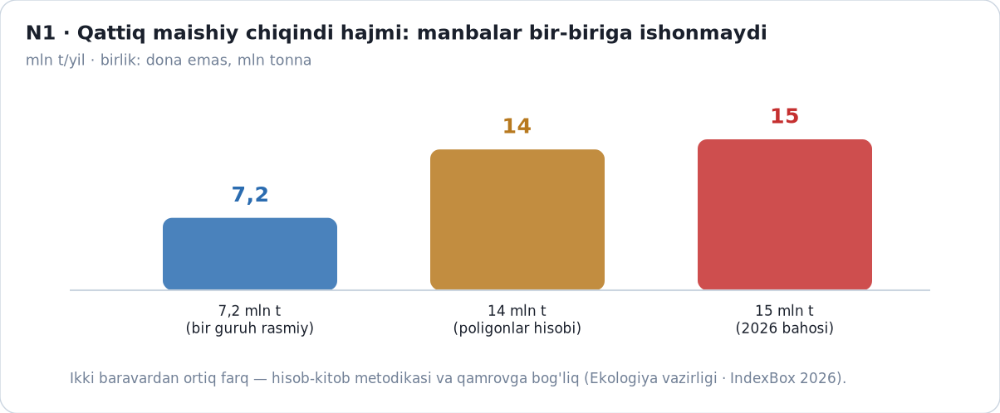 N1 · Qattiq maishiy chiqindi hajmi: manbalar bir-biriga ishonmaydi
mln t/yil · birlik: dona emas, mln tonna
7,2
14
15
7,2 mln t
(bir guruh rasmiy)
14 mln t
(poligonlar hisobi)
15 mln t
(2026 bahosi)
Ikki baravardan ortiq farq — hisob-kitob metodikasi va qamrovga bog'liq (Ekologiya vazirligi · IndexBox 2026).